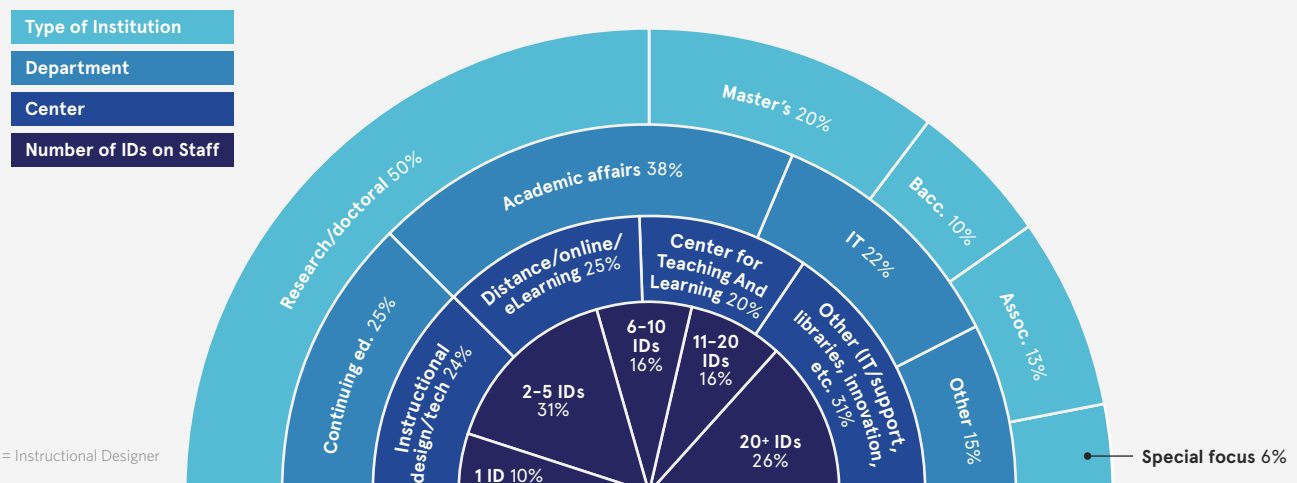 Type of Institution
Department
Center
Number of IDs on Staff
Research/doctoral 50%
Master's 20%
Bacc. 10%
Assoc. 13%
Special focus 6%
Continuing ed. 25%
Academic affairs 38%
IT 22%
Other 15%
Instructional
design/tech 24%
Distance/online/
eLearning 25%
Center for
Teaching And
Learning 20%
Other (IT/support,
libraries, innovation,
etc. 31%
1 ID 10%
2-5 IDs
31%
6-10
IDs
16%
11-20
IDs
16%
20+ IDs
26%
= Instructional Designer